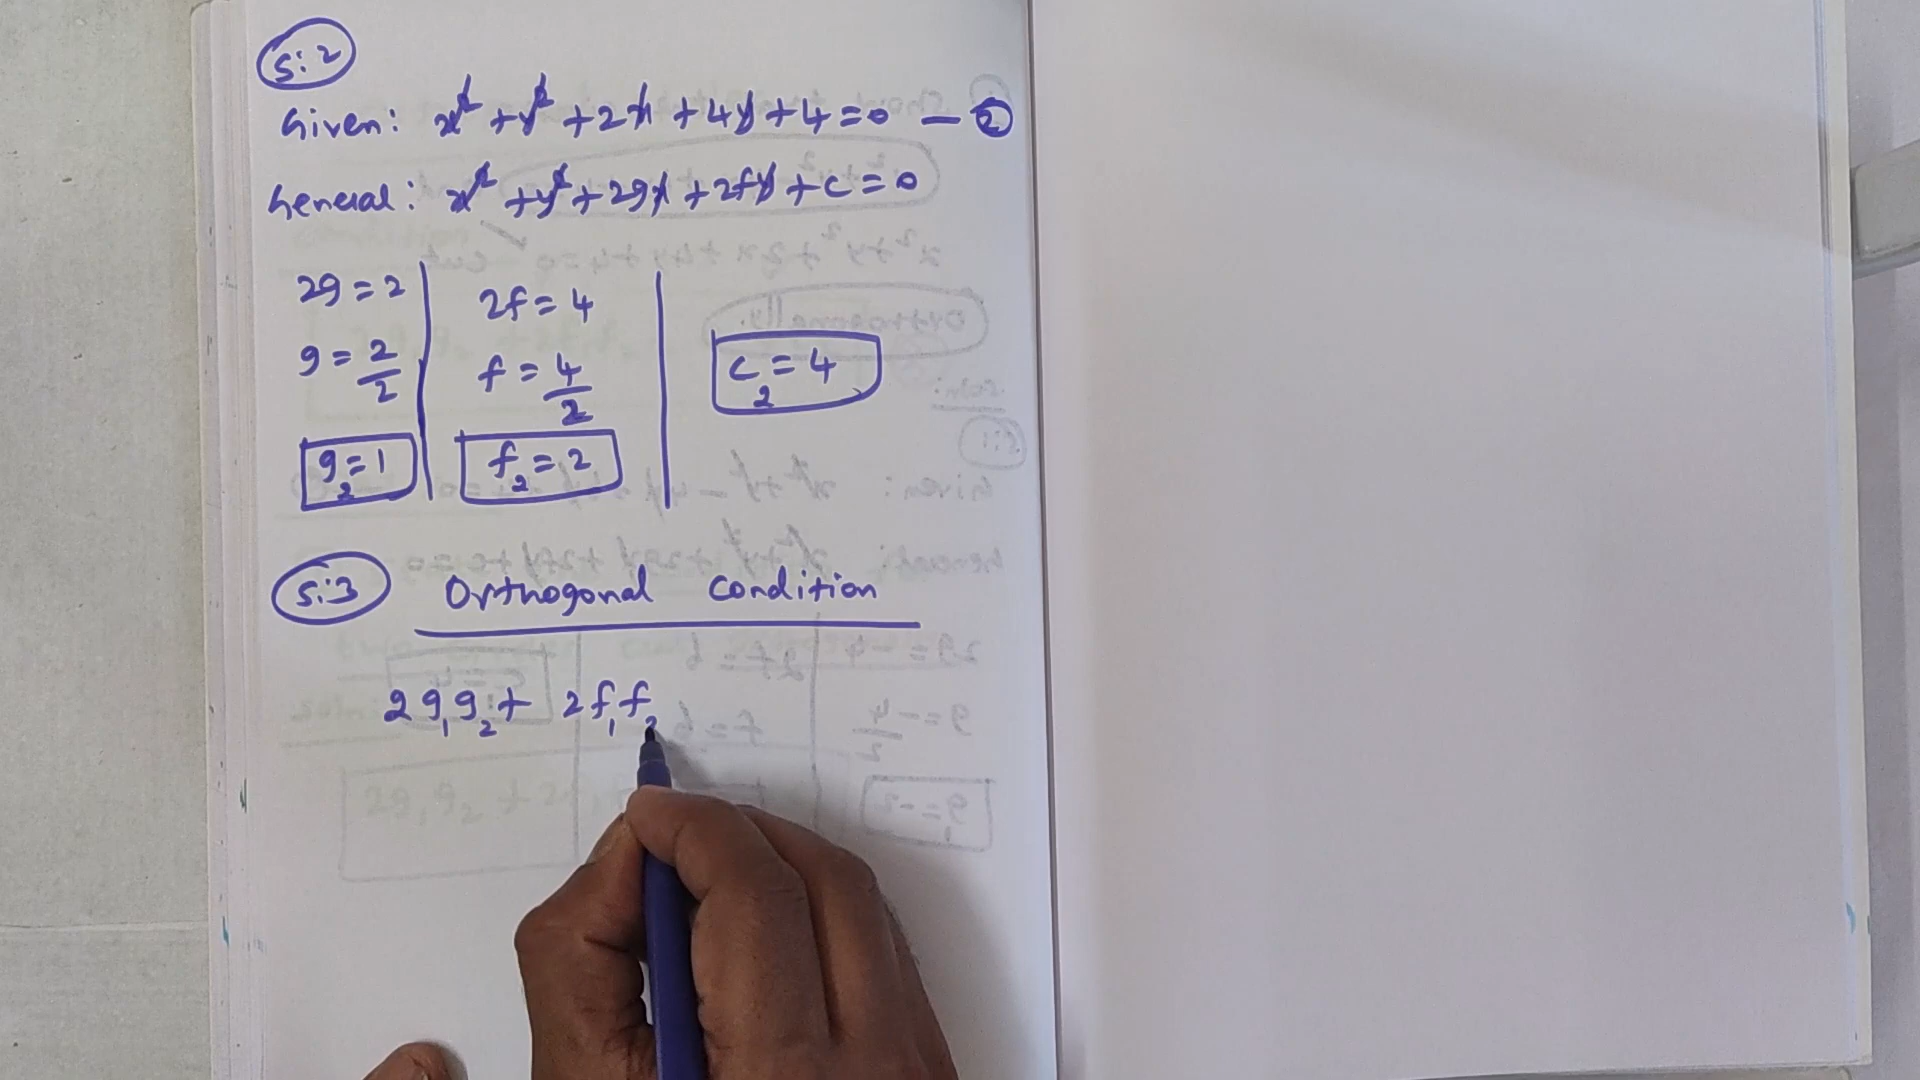 S:2
Given: x² + y² + 2x + 4y + 4 = 0 — ②
General: x² + y² + 2gx + 2fy + c = 0
2g = 2
g = 2/2
g₂ = 1
2f = 4
f = 4/2
f₂ = 2
c₂ = 4
S:3 Orthogonal Condition
2g₁g₂ + 2f₁f₂